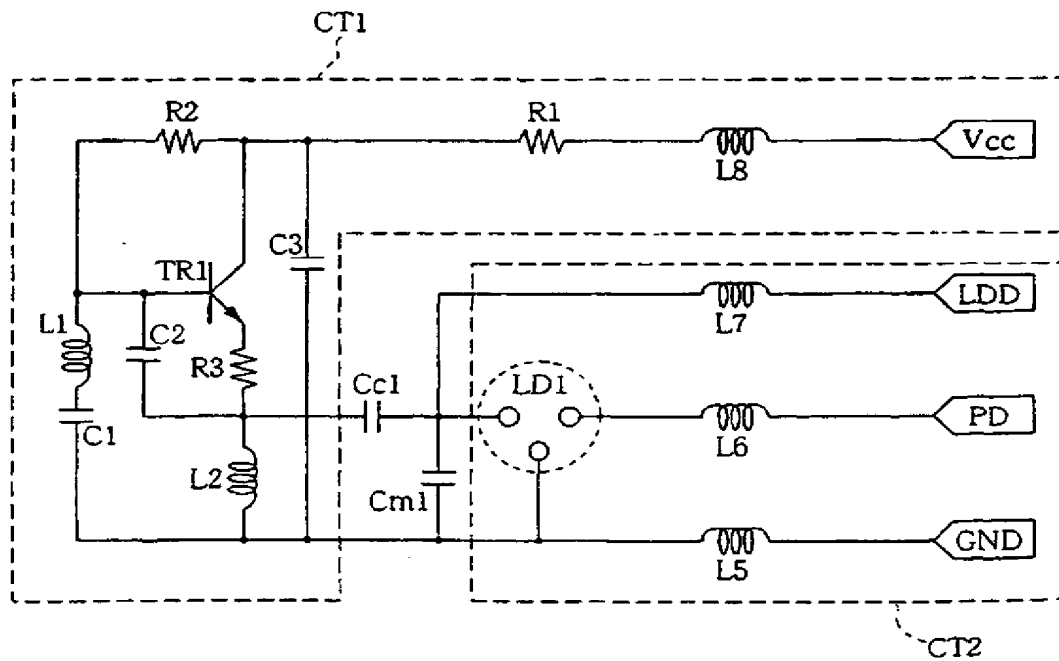 CT1
R2
R1
Vcc
L8
C3
TR1
LDD
L7
L1
C2
R3
LD1
Cc1
PD
L6
C1
L2
Cm1
GND
L5
CT2